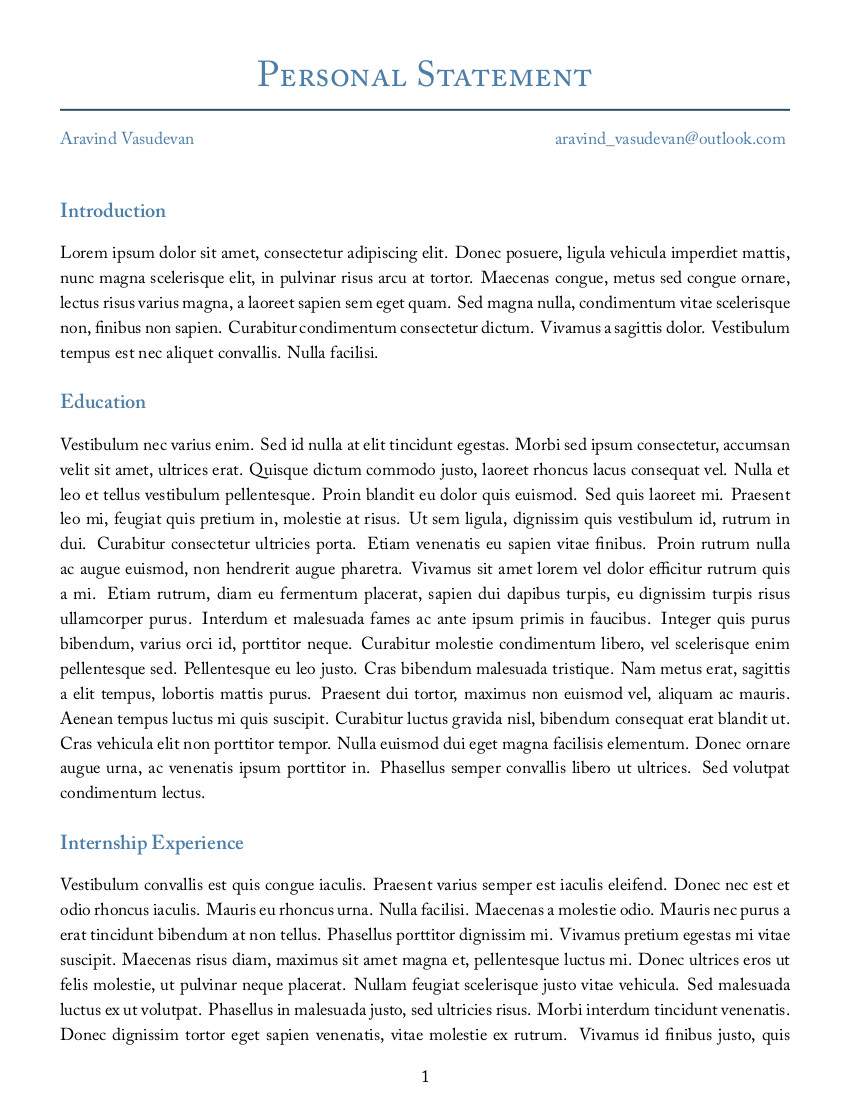 Personal Statement
Aravind Vasudevan
aravind_vasudevan@outlook.com
Introduction
Lorem ipsum dolor sit amet, consectetur adipiscing elit. Donec posuere, ligula vehicula imperdiet mattis,
nunc magna scelerisque elit, in pulvinar risus arcu at tortor. Maecenas congue, metus sed congue ornare,
lectus risus varius magna, a laoreet sapien sem eget quam. Sed magna nulla, condimentum vitae scelerisque
non, finibus non sapien. Curabitur condimentum consectetur dictum. Vivamus a sagittis dolor. Vestibulum
tempus est nec aliquet convallis. Nulla facilisi.
Education
Vestibulum nec varius enim. Sed id nulla at elit tincidunt egestas. Morbi sed ipsum consectetur, accumsan
velit sit amet, ultrices erat. Quisque dictum commodo justo, laoreet rhoncus lacus consequat vel. Nulla et
leo et tellus vestibulum pellentesque. Proin blandit eu dolor quis euismod. Sed quis laoreet mi. Praesent
leo mi, feugiat quis pretium in, molestie at risus. Ut sem ligula, dignissim quis vestibulum id, rutrum in
dui. Curabitur consectetur ultricies porta. Etiam venenatis eu sapien vitae finibus. Proin rutrum nulla
ac augue euismod, non hendrerit augue pharetra. Vivamus sit amet lorem vel dolor efficitur rutrum quis
a mi. Etiam rutrum, diam eu fermentum placerat, sapien dui dapibus turpis, eu dignissim turpis risus
ullamcorper purus. Interdum et malesuada fames ac ante ipsum primis in faucibus. Integer quis purus
bibendum, varius orci id, porttitor neque. Curabitur molestie condimentum libero, vel scelerisque enim
pellentesque sed. Pellentesque eu leo justo. Cras bibendum malesuada tristique. Nam metus erat, sagittis
a elit tempus, lobortis mattis purus. Praesent dui tortor, maximus non euismod vel, aliquam ac mauris.
Aenean tempus luctus mi quis suscipit. Curabitur luctus gravida nisl, bibendum consequat erat blandit ut.
Cras vehicula elit non porttitor tempor. Nulla euismod dui eget magna facilisis elementum. Donec ornare
augue urna, ac venenatis ipsum porttitor in. Phasellus semper convallis libero ut ultrices. Sed volutpat
condimentum lectus.
Internship Experience
Vestibulum convallis est quis congue iaculis. Praesent varius semper est iaculis eleifend. Donec nec est et
odio rhoncus iaculis. Mauris eu rhoncus urna. Nulla facilisi. Maecenas a molestie odio. Mauris nec purus a
erat tincidunt bibendum at non tellus. Phasellus porttitor dignissim mi. Vivamus pretium egestas mi vitae
suscipit. Maecenas risus diam, maximus sit amet magna et, pellentesque luctus mi. Donec ultrices eros ut
felis molestie, ut pulvinar neque placerat. Nullam feugiat scelerisque justo vitae vehicula. Sed malesuada
luctus ex ut volutpat. Phasellus in malesuada justo, sed ultricies risus. Morbi interdum tincidunt venenatis.
Donec dignissim tortor eget sapien venenatis, vitae molestie ex rutrum. Vivamus id finibus justo, quis
1